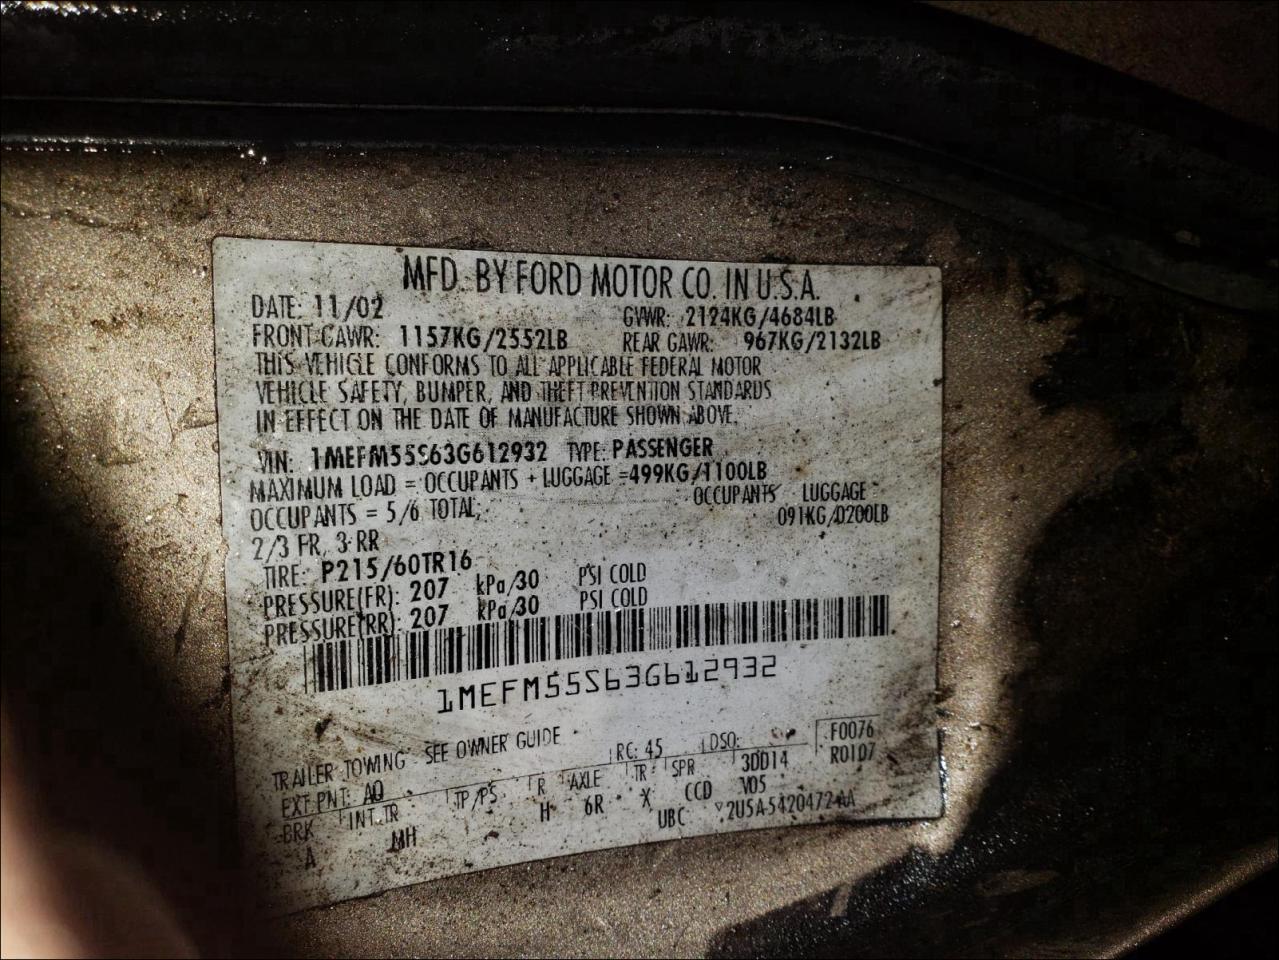 MFD. BY FORD MOTOR CO. IN U.S.A.
DATE: 11/02 GVWR: 2124KG/4684LB
FRONT GAWR: 1157KG/2552LB REAR GAWR: 967KG/2132LB
THIS VEHICLE CONFORMS TO ALL APPLICABLE FEDERAL MOTOR
VEHICLE SAFETY, BUMPER, AND THEFT PREVENTION STANDARDS
IN EFFECT ON THE DATE OF MANUFACTURE SHOWN ABOVE.
VIN: 1MEFM55S63G612932 TYPE: PASSENGER
MAXIMUM LOAD = OCCUPANTS + LUGGAGE =499KG/1100LB
OCCUPANTS = 5/6 TOTAL; OCCUPANTS LUGGAGE
2/3 FR, 3 RR 091KG/0200LB
TIRE: P215/60TR16
PRESSURE(FR): 207 kPa/30 PSI COLD
PRESSURE(RR): 207 kPa/30 PSI COLD
1MEFM55S63G612932
TRAILER TOWING - SEE OWNER GUIDE
EXT PNT: AQ RC: 45 DSO: F0076
BRK INT TR TP/PS R AXLE TR SPR 3DD14 R0107
A MH H 6R X CCD V05
UBC 2U5A-5420472-AA